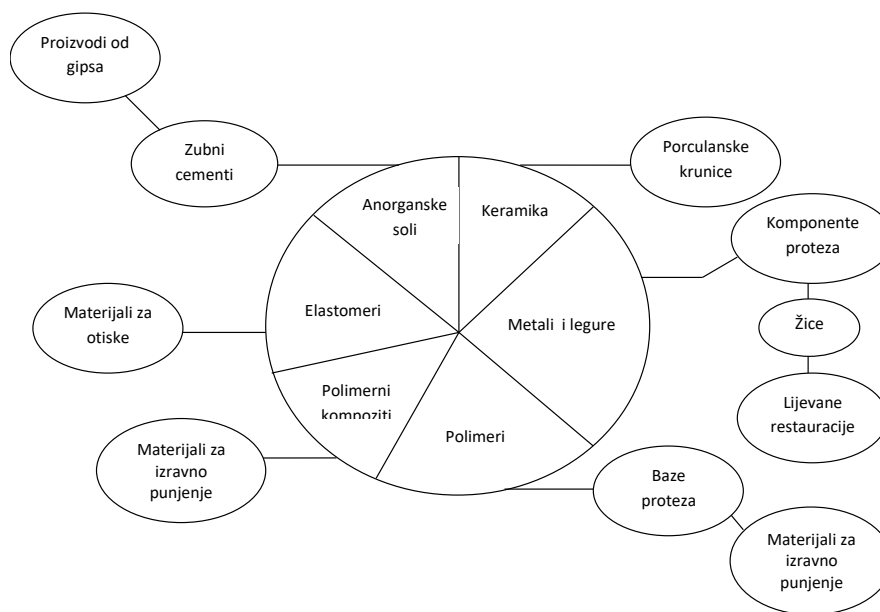 Proizvodi od
gipsa
Zubni
cementi
Porculanske
krunice
Anorganske
soli
Keramika
Komponente
proteza
Elastomeri
Metali i legure
Materijali za
otiske
Žice
Polimerni
kompoziti
Lijevane
restauracije
Polimeri
Materijali za
izravno
punjenje
Baze
proteza
Materijali za
izravno
punjenje